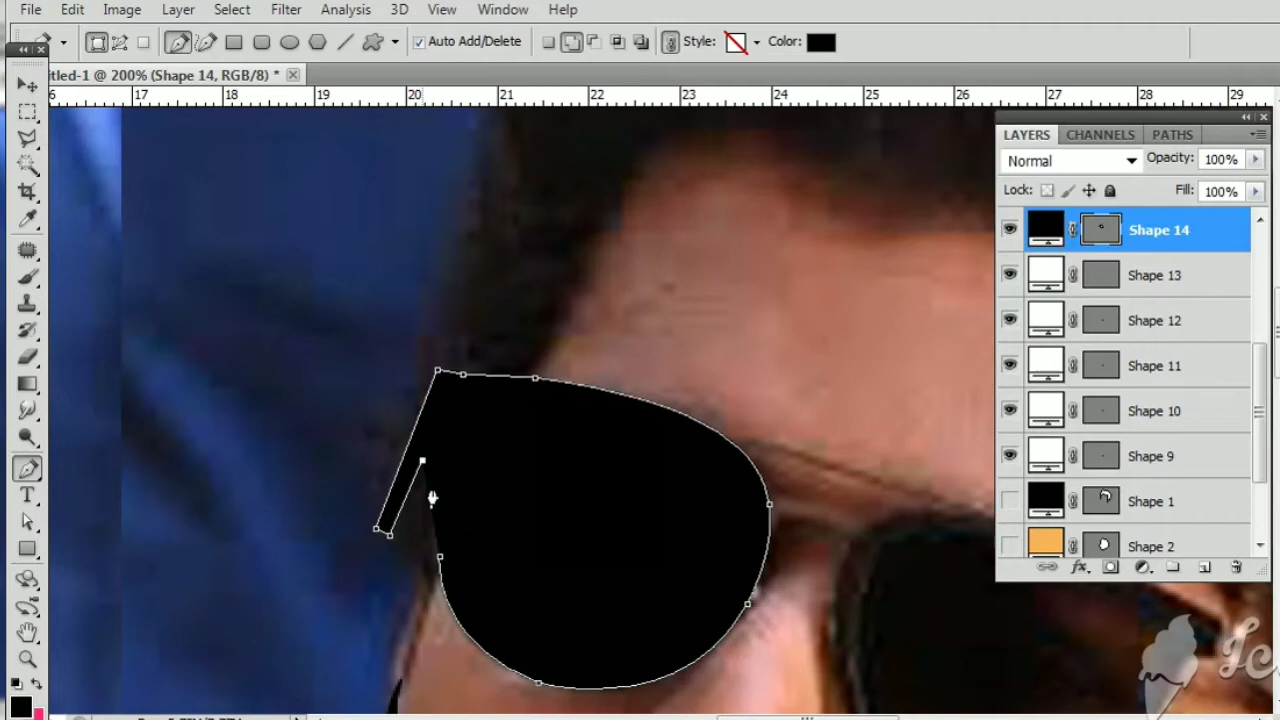 File Edit Image Layer Select Filter Analysis 3D View Window Help
Auto Add/Delete Style: Color:
titled-1 @ 200% (Shape 14, RGB/8) *
6 17 18 19 20 21 22 23 24 25 26 27 28 29
LAYERS CHANNELS PATHS
Normal Opacity: 100%
Lock: Fill: 100%
Shape 14
Shape 13
Shape 12
Shape 11
Shape 10
Shape 9
Shape 1
Shape 2